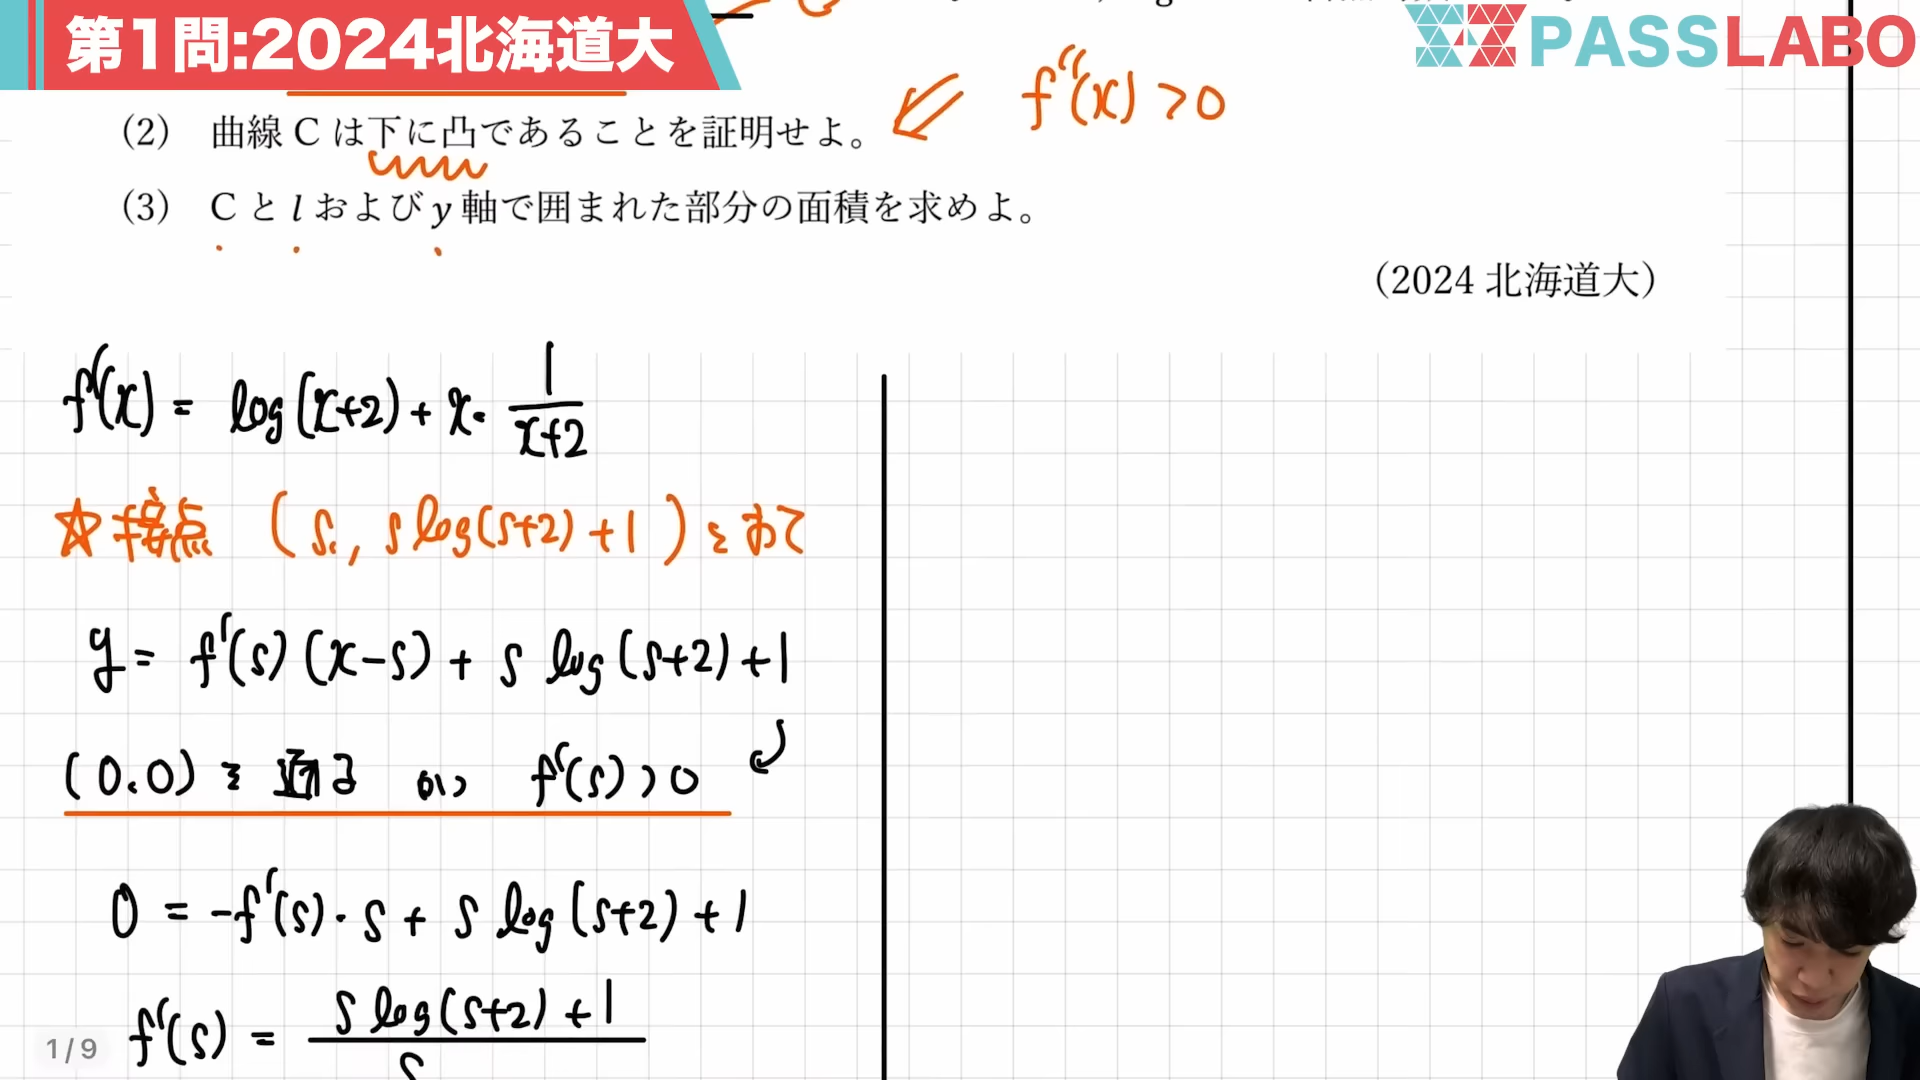 第1問:2024北海道大
PASSLABO
f''(x) > 0
(2) 曲線 C は下に凸であることを証明せよ。
(3) C と l および y 軸で囲まれた部分の面積を求めよ。
(2024 北海道大)
f'(x) = log(x+2) + x・1/(x+2)
☆接点 (s, s log(s+2)+1) とおく
y = f'(s)(x-s) + s log(s+2)+1
(0,0)を通る かつ f'(s)>0
0 = -f'(s)・s + s log(s+2)+1
f'(s) = (s log(s+2)+1)/s
1/9